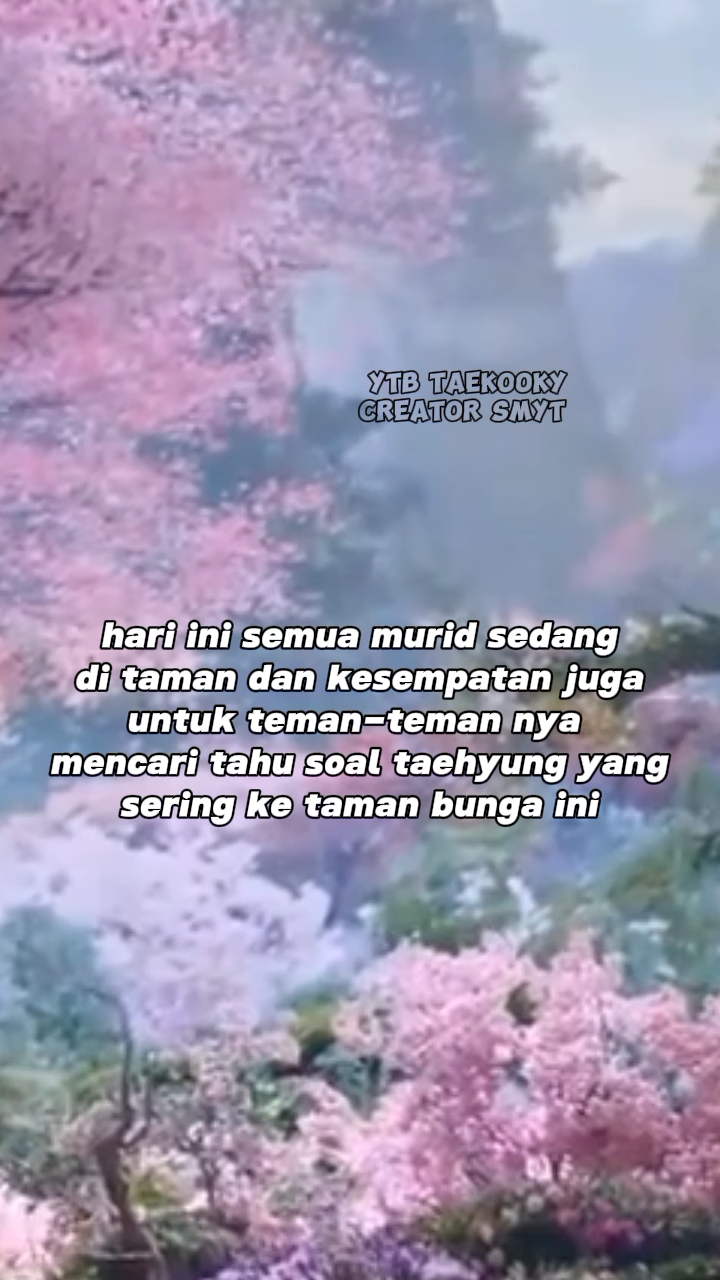 YTB TAEKOOKY
CREATOR SMYT
hari ini semua murid sedang
di taman dan kesempatan juga
untuk teman-teman nya
mencari tahu soal taehyung yang
sering ke taman bunga ini